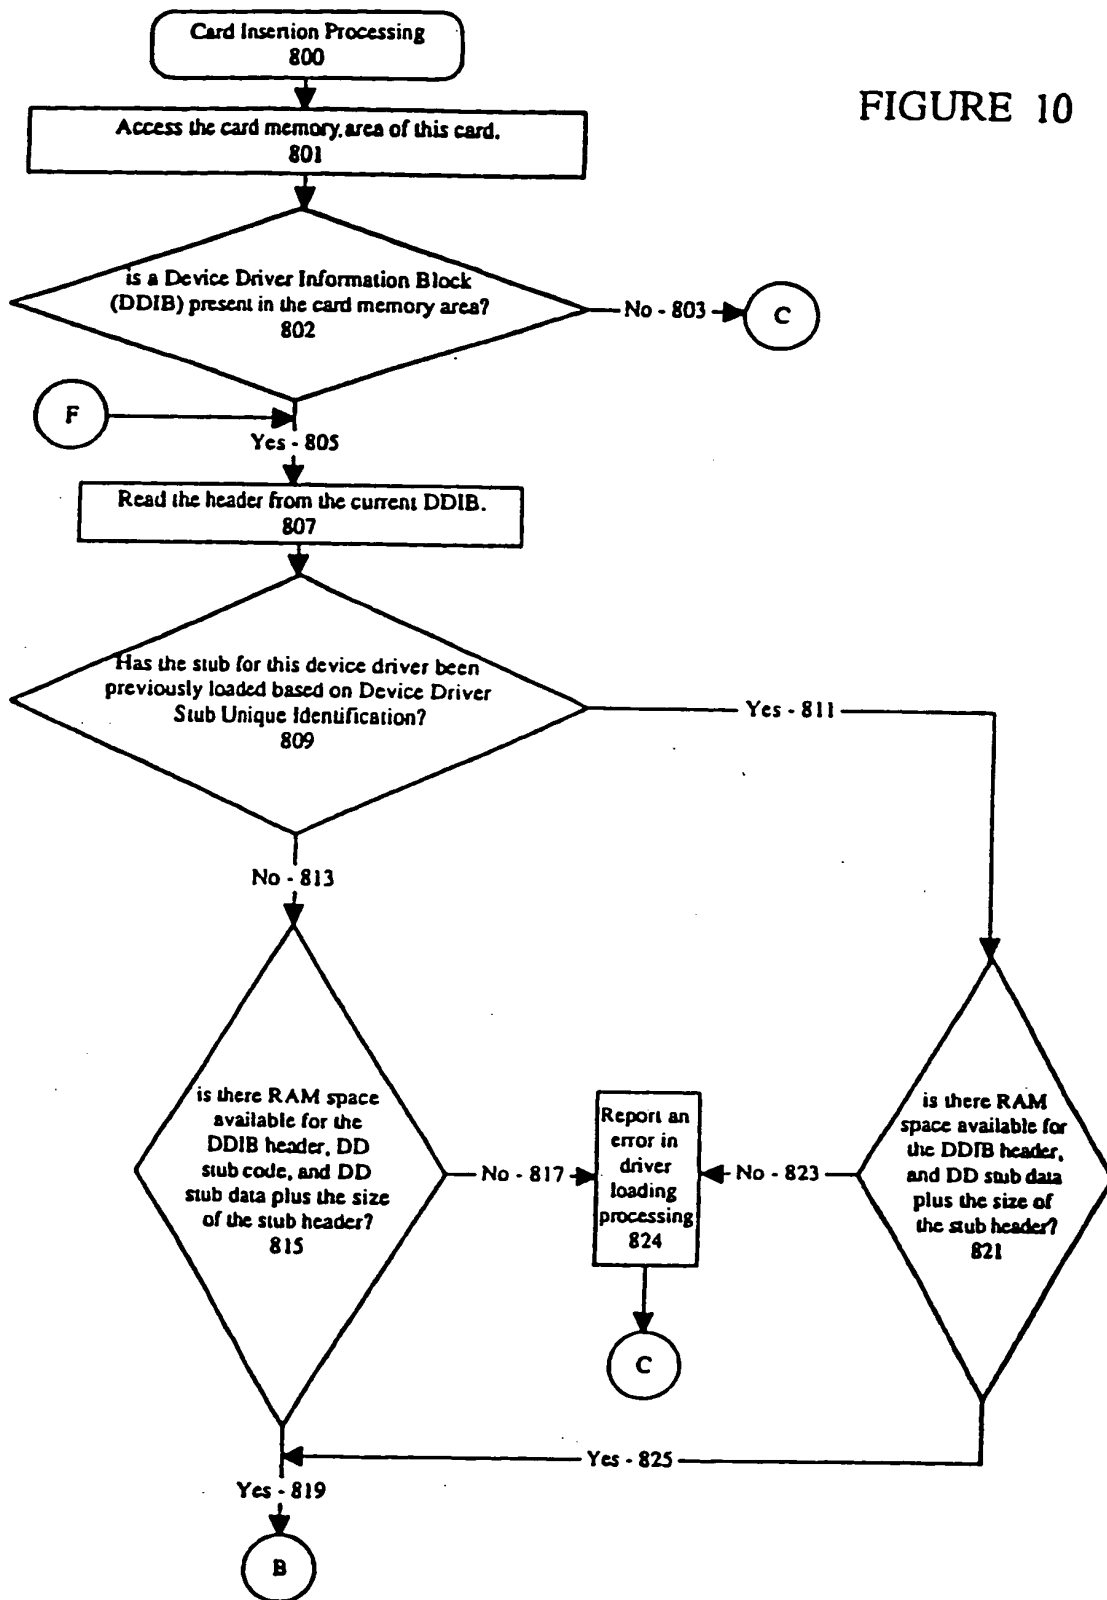 Card Insertion Processing
800
FIGURE 10
Access the card memory area of this card.
801
is a Device Driver Information Block
(DDIB) present in the card memory area?
802
No - 803
C
F
Yes - 805
Read the header from the current DDIB.
807
Has the stub for this device driver been
previously loaded based on Device Driver
Stub Unique Identification?
809
Yes - 811
No - 813
is there RAM space
available for the
DDIB header, DD
stub code, and DD
stub data plus the size
of the stub header?
815
No - 817
Report an
error in
driver
loading
processing
824
No - 823
is there RAM
space available for
the DDIB header,
and DD stub data
plus the size of
the stub header?
821
C
Yes - 825
Yes - 819
B